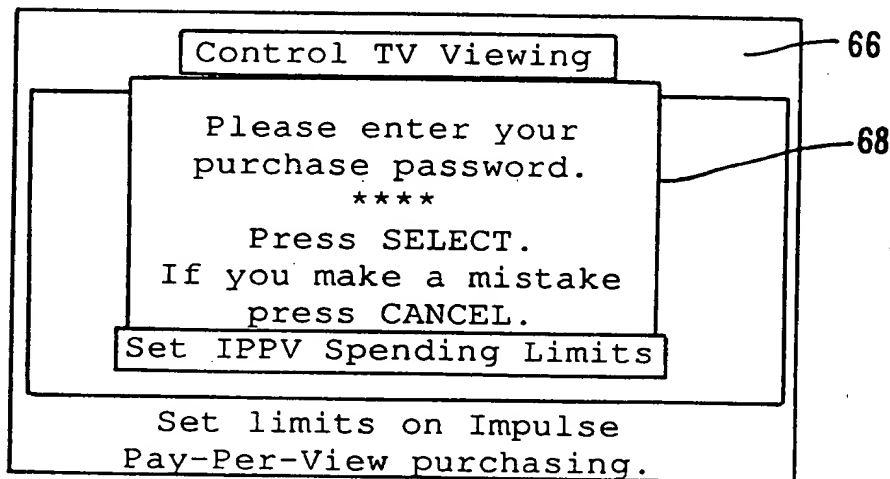 Control TV Viewing
66
Please enter your
purchase password.
68
****
Press SELECT.
If you make a mistake
press CANCEL.
Set IPPV Spending Limits
Set limits on Impulse
Pay-Per-View purchasing.